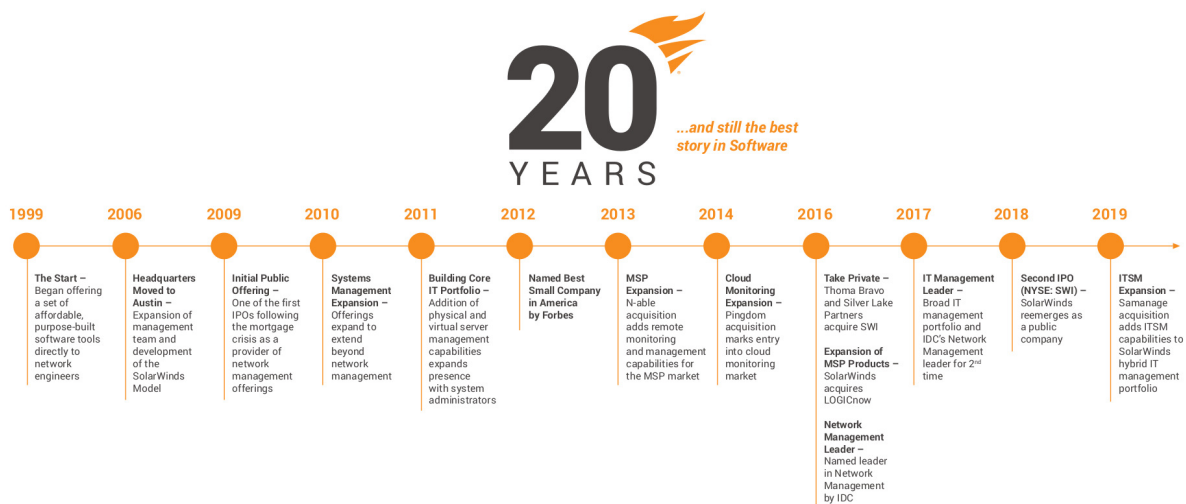 20
YEARS
...and still the best
story in Software
1999
The Start –
Began offering
a set of
affordable,
purpose-built
software tools
directly to
network
engineers
2006
Headquarters
Moved to
Austin –
Expansion of
management
team and
development
of the
SolarWinds
Model
2009
Initial Public
Offering –
One of the first
IPOs following
the mortgage
crisis as a
provider of
network
management
offerings
2010
Systems
Management
Expansion –
Offerings
expand to
extend
beyond
network
management
2011
Building Core
IT Portfolio –
Addition of
physical and
virtual server
management
capabilities
expands
presence
with system
administrators
2012
Named Best
Small Company
in America
by Forbes
2013
MSP
Expansion –
N-able
acquisition
adds remote
monitoring
and management
capabilities for
the MSP market
2014
Cloud
Monitoring
Expansion –
Pingdom
acquisition
marks entry
into cloud
monitoring
market
2016
Take Private –
Thoma Bravo
and Silver Lake
Partners
acquire SWI
Expansion of
MSP Products –
SolarWinds
acquires
LOGICnow
Network
Management
Leader –
Named leader
in Network
Management
by IDC
2017
IT Management
Leader –
Broad IT
management
portfolio and
IDC's Network
Management
leader for 2nd
time
2018
Second IPO
(NYSE: SWI) –
SolarWinds
reemerges as
a public
company
2019
ITSM
Expansion –
Samanage
acquisition
adds ITSM
capabilities to
SolarWinds
hybrid IT
management
portfolio